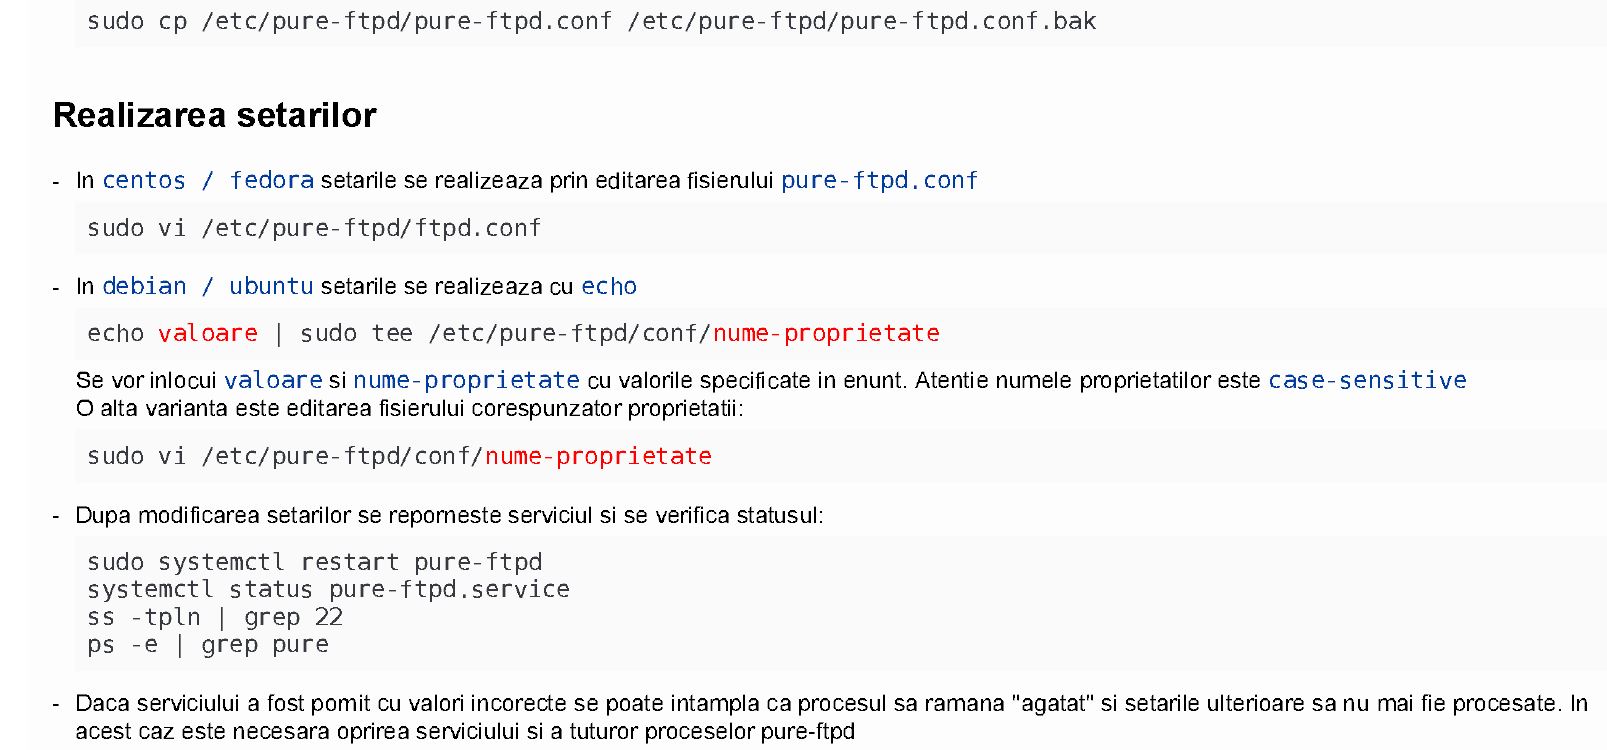 sudo cp /etc/pure-ftpd/pure-ftpd.conf /etc/pure-ftpd/pure-ftpd.conf.bak
Realizarea setarilor
- In centos / fedora setarile se realizeaza prin editarea fisierului pure-ftpd.conf
sudo vi /etc/pure-ftpd/ftpd.conf
- In debian / ubuntu setarile se realizeaza cu echo
echo valoare | sudo tee /etc/pure-ftpd/conf/nume-proprietate
Se vor inlocui valoare si nume-proprietate cu valorile specificate in enunt. Atentie numele proprietatilor este case-sensitive
O alta varianta este editarea fisierului corespunzator proprietatii:
sudo vi /etc/pure-ftpd/conf/nume-proprietate
- Dupa modificarea setarilor se reporneste serviciul si se verifica statusul:
sudo systemctl restart pure-ftpd
systemctl status pure-ftpd.service
ss -tpln | grep 22
ps -e | grep pure
- Daca serviciului a fost pornit cu valori incorecte se poate intampla ca procesul sa ramana "agatat" si setarile ulterioare sa nu mai fie procesate. In
acest caz este necesara oprirea serviciului si a tuturor proceselor pure-ftpd